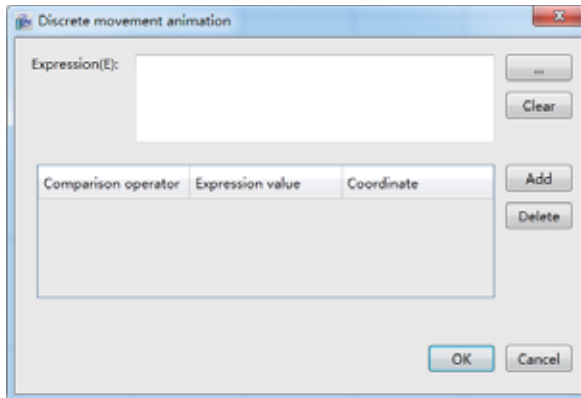 Discrete movement animation
Expression(E):
...
Clear
Comparison operator Expression value Coordinate
Add
Delete
OK Cancel